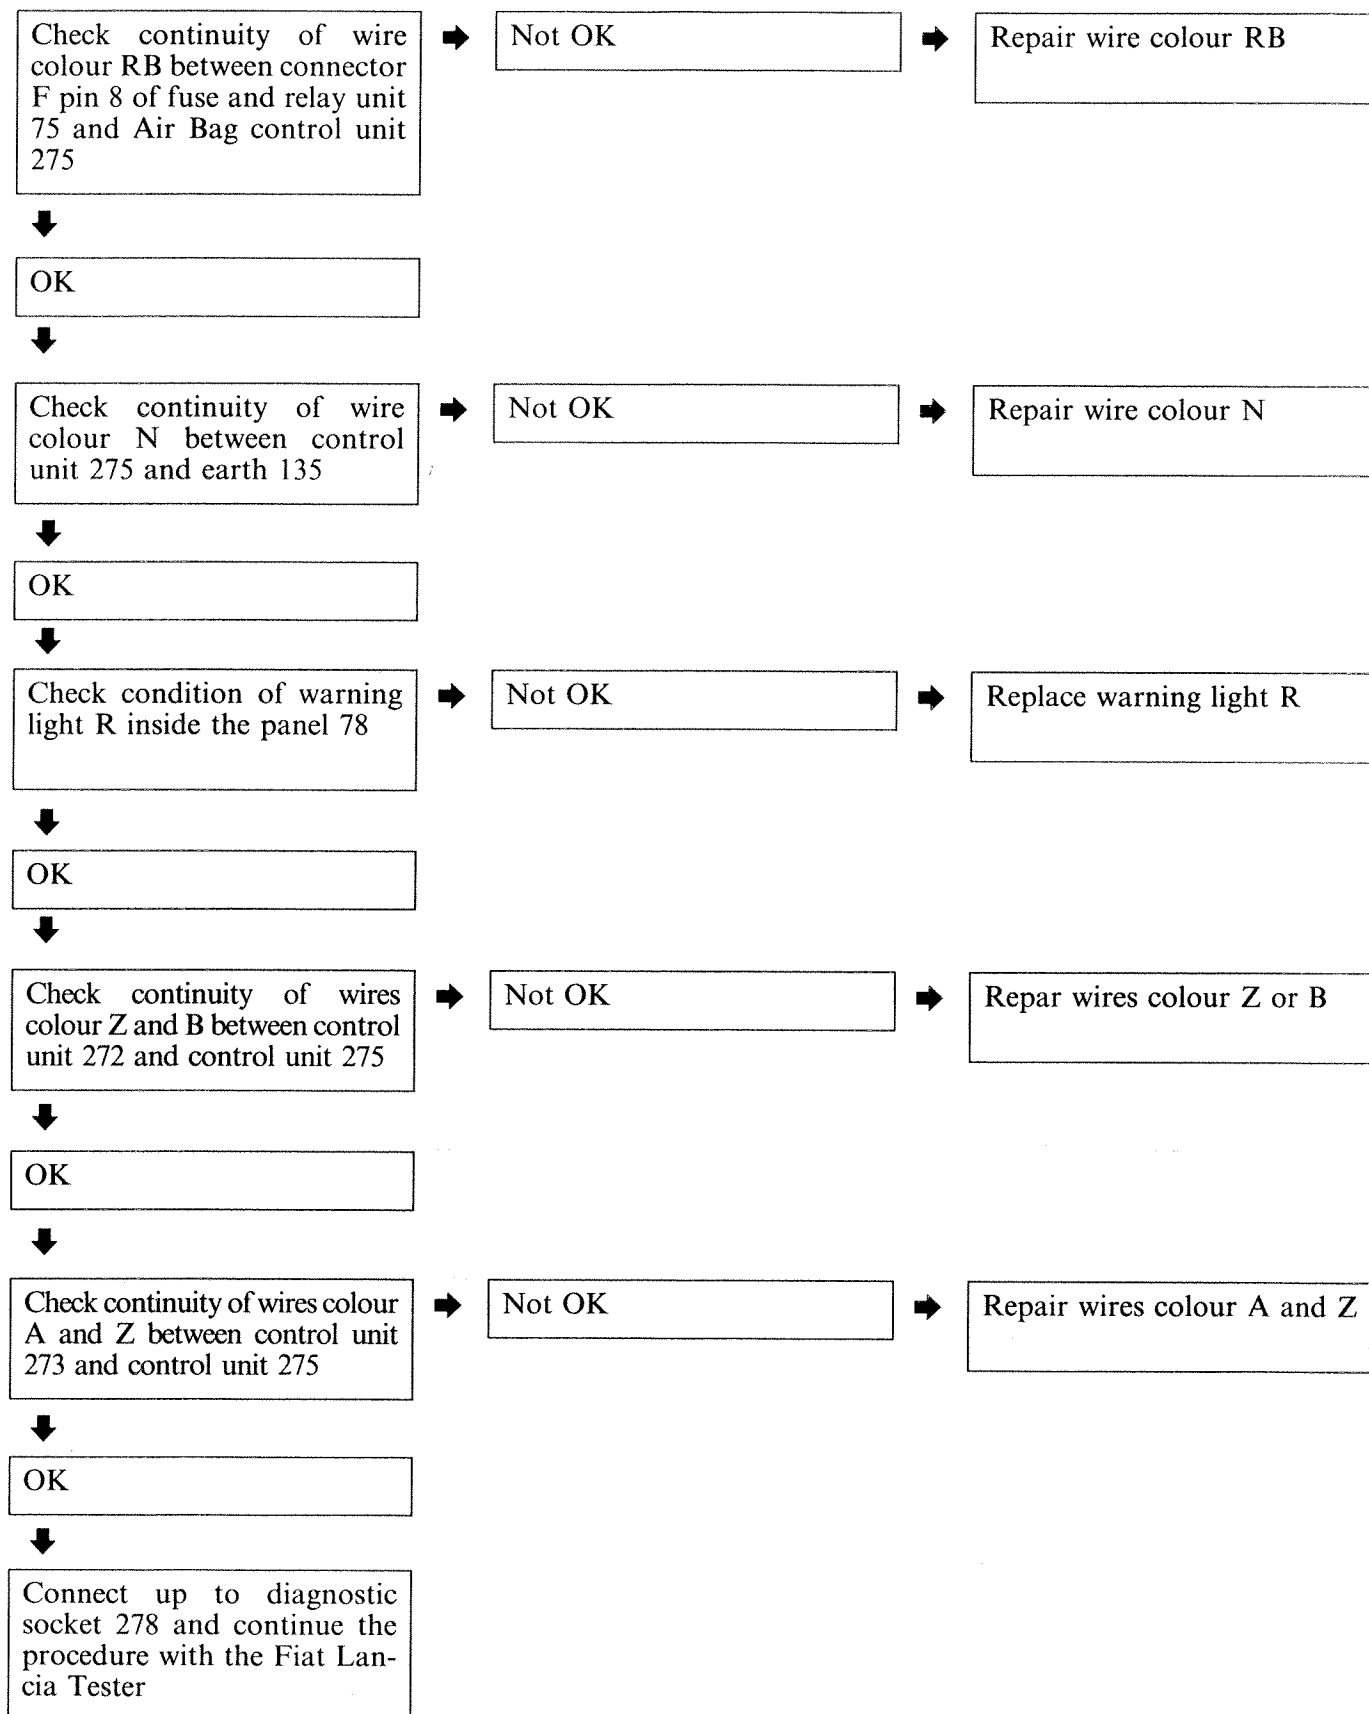 Check continuity of wire
colour RB between connector
F pin 8 of fuse and relay unit
75 and Air Bag control unit
275
Not OK
Repair wire colour RB
OK
Check continuity of wire
colour N between control
unit 275 and earth 135
Not OK
Repair wire colour N
OK
Check condition of warning
light R inside the panel 78
Not OK
Replace warning light R
OK
Check continuity of wires
colour Z and B between control
unit 272 and control unit 275
Not OK
Repar wires colour Z or B
OK
Check continuity of wires colour
A and Z between control unit
273 and control unit 275
Not OK
Repair wires colour A and Z
OK
Connect up to diagnostic
socket 278 and continue the
procedure with the Fiat Lan-
cia Tester